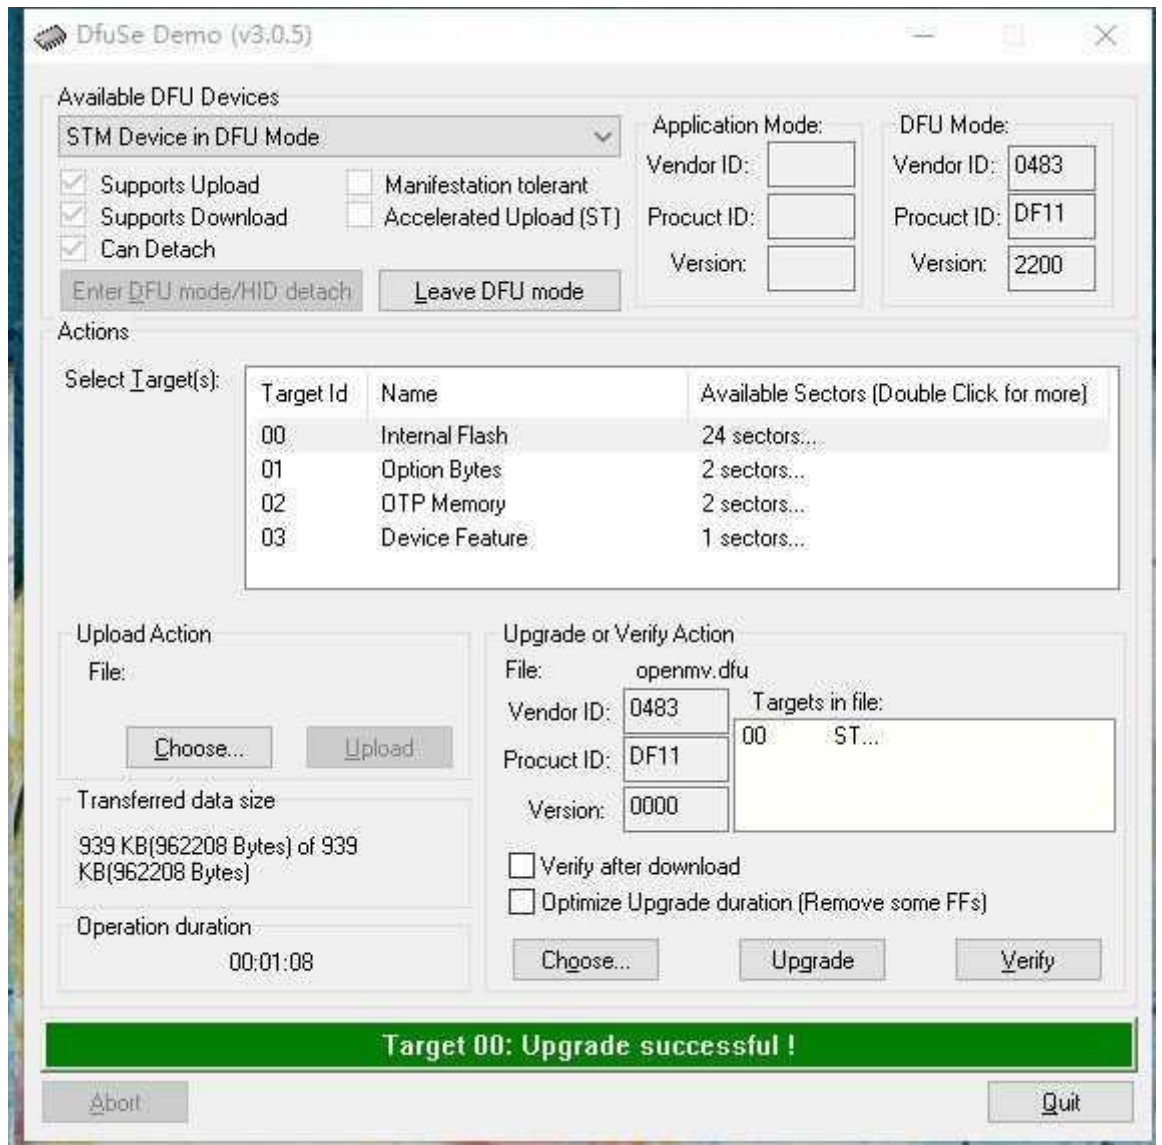 DfuSe Demo (v3.0.5)
Available DFU Devices
STM Device in DFU Mode
Supports Upload
Manifestation tolerant
Supports Download
Accelerated Upload (ST)
Can Detach
Enter DFU mode/HID detach
Leave DFU mode
Application Mode:
Vendor ID:
Procuct ID:
Version:
DFU Mode:
Vendor ID: 0483
Procuct ID: DF11
Version: 2200
Actions
Select Target(s):
Target Id Name Available Sectors (Double Click for more)
00 Internal Flash 24 sectors...
01 Option Bytes 2 sectors...
02 OTP Memory 2 sectors...
03 Device Feature 1 sectors...
Upload Action
File:
Choose...
Upload
Transferred data size
939 KB(962208 Bytes) of 939
KB(962208 Bytes)
Operation duration
00:01:08
Upgrade or Verify Action
File: openmv.dfu
Vendor ID: 0483
Procuct ID: DF11
Version: 0000
Targets in file:
00 ST...
Verify after download
Optimize Upgrade duration (Remove some FFs)
Choose...
Upgrade
Verify
Target 00: Upgrade successful !
Abort
Quit